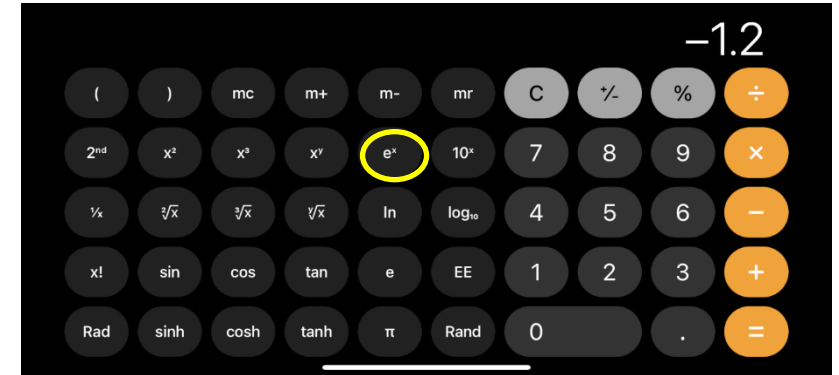 –1.2
( ) mc m+ m- mr C ⁺⁄₋ % ÷
2ⁿᵈ x² x³ xʸ eˣ 10ˣ 7 8 9 ×
¹⁄ₓ ²√x ³√x ʸ√x ln log₁₀ 4 5 6 −
x! sin cos tan e EE 1 2 3 +
Rad sinh cosh tanh π Rand 0 . =